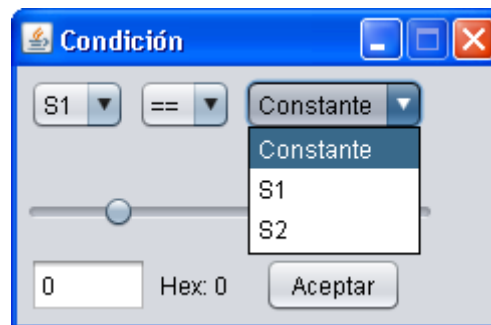 Condición
S1 == Constante
Constante
S1
S2
0 Hex: 0 Aceptar